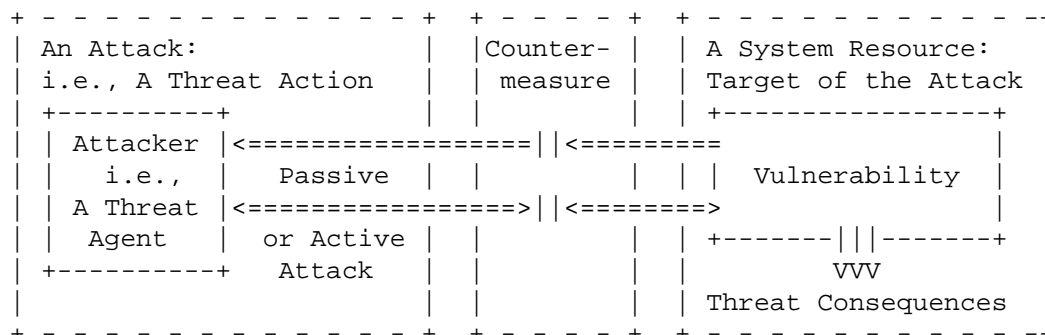 + - - - - - - - - - - - - + + - - - - + + - - - - - - - - - - --
| An Attack: | |Counter- | | A System Resource:
| i.e., A Threat Action | | measure | | Target of the Attack
| +----------+ | | | | +-----------------+
| | Attacker |<==================||<========= |
| | i.e., | Passive | | | | | Vulnerability |
| | A Threat |<=================>||<========> |
| | Agent | or Active | | | | +-------|||-------+
| +----------+ Attack | | | | VVV
| | | | | Threat Consequences
+ - - - - - - - - - - - - + + - - - - + + - - - - - - - - - - --